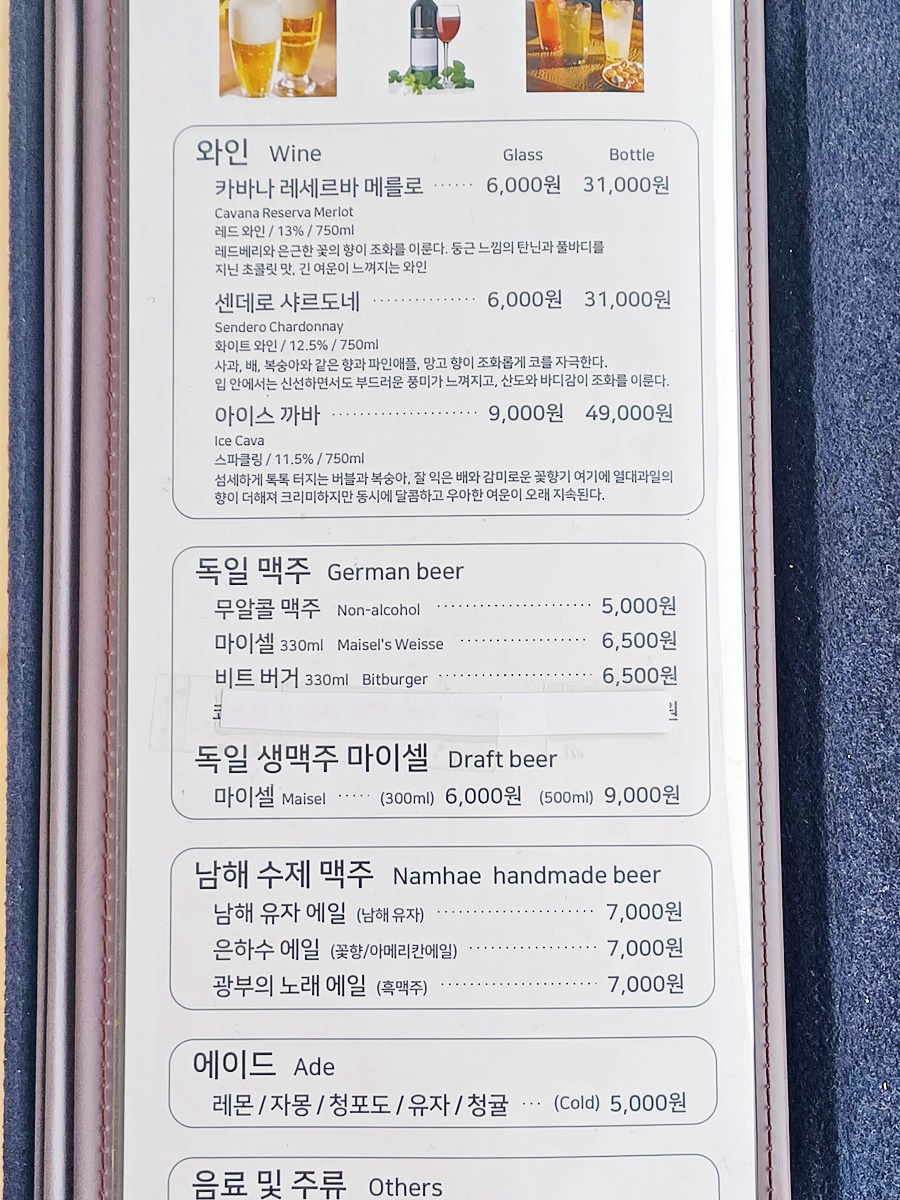 와인 Wine Glass Bottle
카바나 레세르바 메를로 ······ 6,000원 31,000원
Cavana Reserva Merlot
레드 와인 / 13% / 750ml
레드베리와 은근한 꽃의 향이 조화를 이룬다. 둥근 느낌의 탄닌과 풀바디를
지닌 초콜릿 맛, 긴 여운이 느껴지는 와인
센데로 샤르도네 ·············· 6,000원 31,000원
Sendero Chardonnay
화이트 와인 / 12.5% / 750ml
사과, 배, 복숭아와 같은 향과 파인애플, 망고 향이 조화롭게 코를 자극한다.
입 안에서는 신선하면서도 부드러운 풍미가 느껴지고, 산도와 바디감이 조화를 이룬다.
아이스 까바 ···················· 9,000원 49,000원
Ice Cava
스파클링 / 11.5% / 750ml
섬세하게 톡톡 터지는 버블과 복숭아, 잘 익은 배와 감미로운 꽃향기 여기에 열대과일의
향이 더해져 크리미하지만 동시에 달콤하고 우아한 여운이 오래 지속된다.
독일 맥주 German beer
무알콜 맥주 Non-alcohol ······················ 5,000원
마이셀 330ml Maisel's Weisse ·················· 6,500원
비트 버거 330ml Bitburger ····················· 6,500원
원
독일 생맥주 마이셀 Draft beer
마이셀 Maisel ····· (300ml) 6,000원 (500ml) 9,000원
남해 수제 맥주 Namhae handmade beer
남해 유자 에일 (남해 유자) ······················ 7,000원
은하수 에일 (꽃향/아메리칸에일) ·················· 7,000원
광부의 노래 에일 (흑맥주) ······················ 7,000원
에이드 Ade
레몬 / 자몽 / 청포도 / 유자 / 청귤 ··· (Cold) 5,000원
음료 및 주류 Others